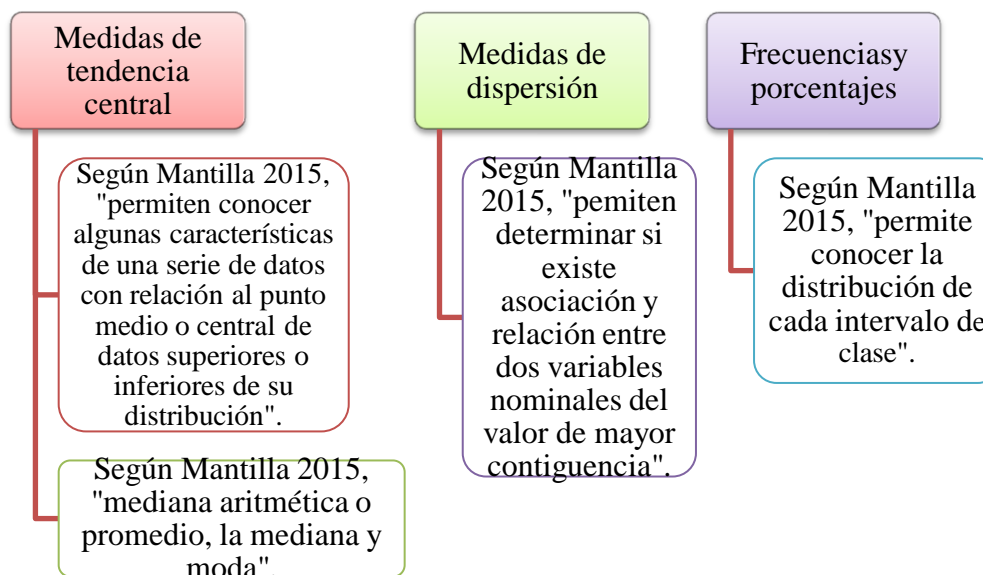 Medidas de
tendencia
central
Según Mantilla 2015,
"permiten conocer
algunas características
de una serie de datos
con relación al punto
medio o central de
datos superiores o
inferiores de su
distribución".
Según Mantilla 2015,
"mediana aritmética o
promedio, la mediana y
moda".
Medidas de
dispersión
Según Mantilla
2015, "pemiten
determinar si
existe
asociación y
relación entre
dos variables
nominales del
valor de mayor
contiguencia".
Frecuenciasy
porcentajes
Según Mantilla
2015, "permite
conocer la
distribución de
cada intervalo de
clase".